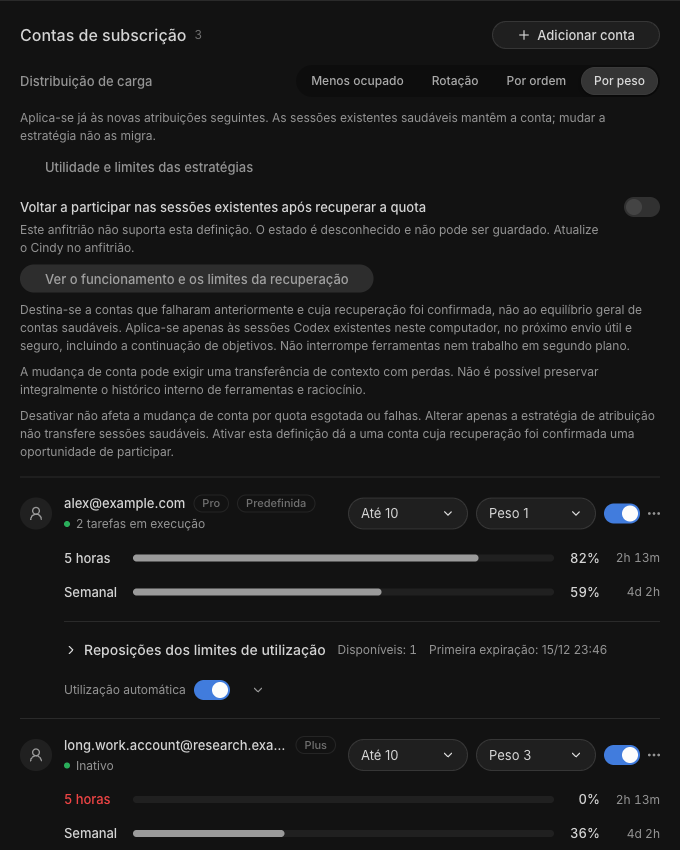 Contas de subscrição 3
+ Adicionar conta
Distribuição de carga
Menos ocupado Rotação Por ordem Por peso
Aplica-se já às novas atribuições seguintes. As sessões existentes saudáveis mantêm a conta; mudar a
estratégia não as migra.
Utilidade e limites das estratégias
Voltar a participar nas sessões existentes após recuperar a quota
Este anfitrião não suporta esta definição. O estado é desconhecido e não pode ser guardado. Atualize
o Cindy no anfitrião.
Ver o funcionamento e os limites da recuperação
Destina-se a contas que falharam anteriormente e cuja recuperação foi confirmada, não ao equilíbrio geral de
contas saudáveis. Aplica-se apenas às sessões Codex existentes neste computador, no próximo envio útil e
seguro, incluindo a continuação de objetivos. Não interrompe ferramentas nem trabalho em segundo plano.
A mudança de conta pode exigir uma transferência de contexto com perdas. Não é possível preservar
integralmente o histórico interno de ferramentas e raciocínio.
Desativar não afeta a mudança de conta por quota esgotada ou falhas. Alterar apenas a estratégia de atribuição
não transfere sessões saudáveis. Ativar esta definição dá a uma conta cuja recuperação foi confirmada uma
oportunidade de participar.
alex@example.com Pro Predefinida
Até 10 Peso 1
2 tarefas em execução
5 horas 82% 2h 13m
Semanal 59% 4d 2h
Reposições dos limites de utilização Disponíveis: 1 Primeira expiração: 15/12 23:46
Utilização automática
long.work.account@research.exa... Plus
Até 10 Peso 3
Inativo
5 horas 0% 2h 13m
Semanal 36% 4d 2h